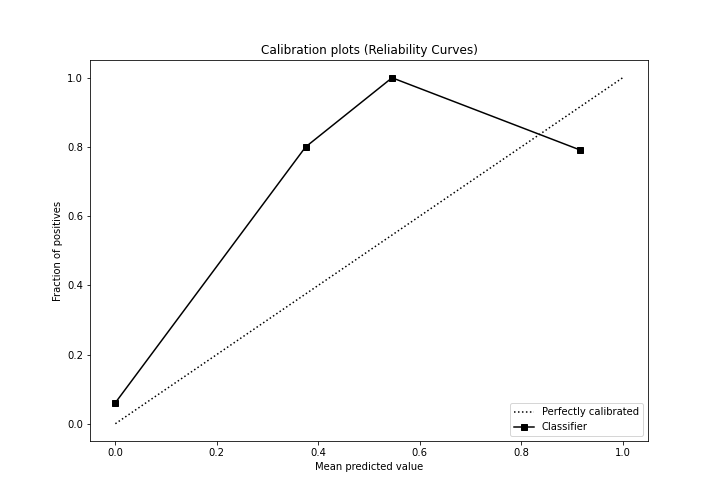 Calibration plots (Reliability Curves)
1.0
0.8
0.6
0.4
0.2
0.0
Fraction of positives
0.0 0.2 0.4 0.6 0.8 1.0
Mean predicted value
Perfectly calibrated
Classifier